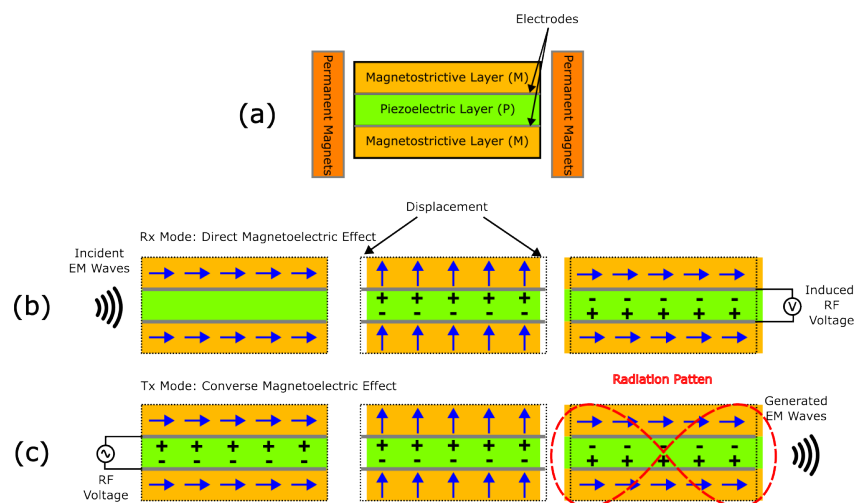 Electrodes
(a)
Permanent Magnets
Magnetostrictive Layer (M)
Piezoelectric Layer (P)
Magnetostrictive Layer (M)
Permanent Magnets
Displacement
Rx Mode: Direct Magnetoelectric Effect
(b)
Incident
EM Waves
+ + + + +
- - - - -
- - - - -
+ + + + +
V
Induced
RF
Voltage
Tx Mode: Converse Magnetoelectric Effect
Radiation Patten
Generated
EM Waves
(c)
RF
Voltage
+ + + + +
- - - - -
+ + + + +
- - - - -
- - - - -
+ + + + +